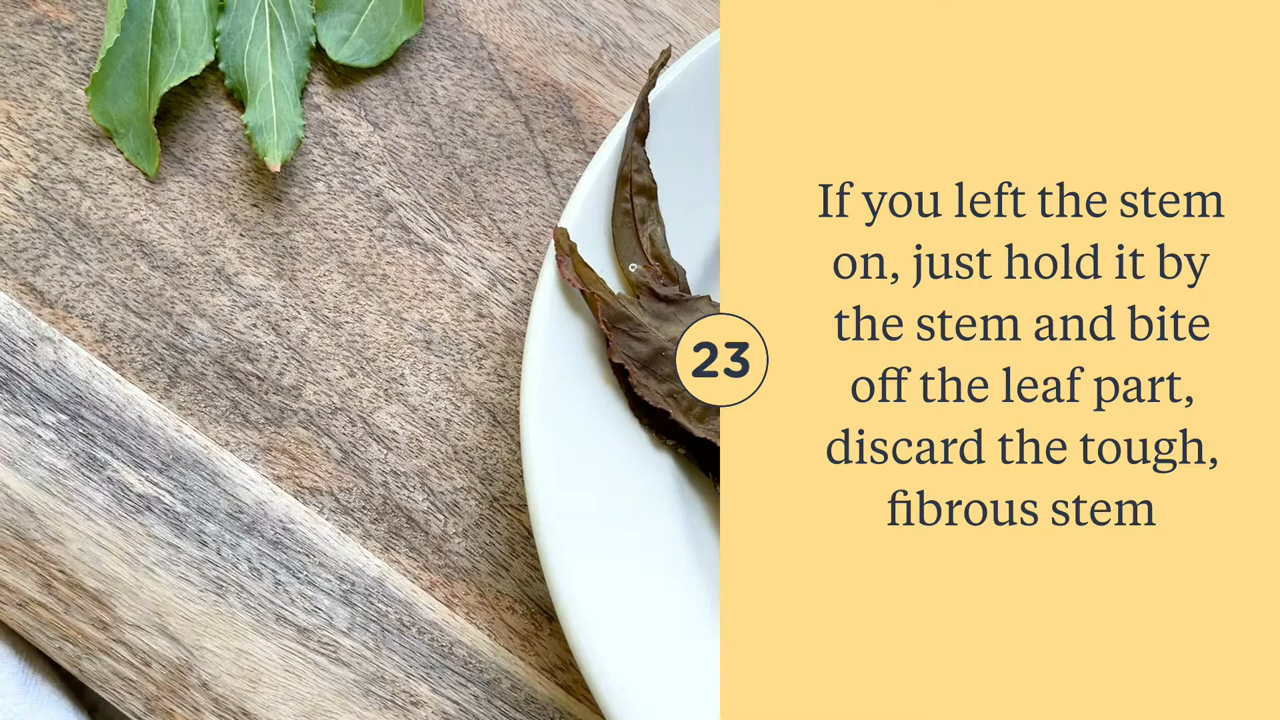 23
If you left the stem
on, just hold it by
the stem and bite
off the leaf part,
discard the tough,
fibrous stem